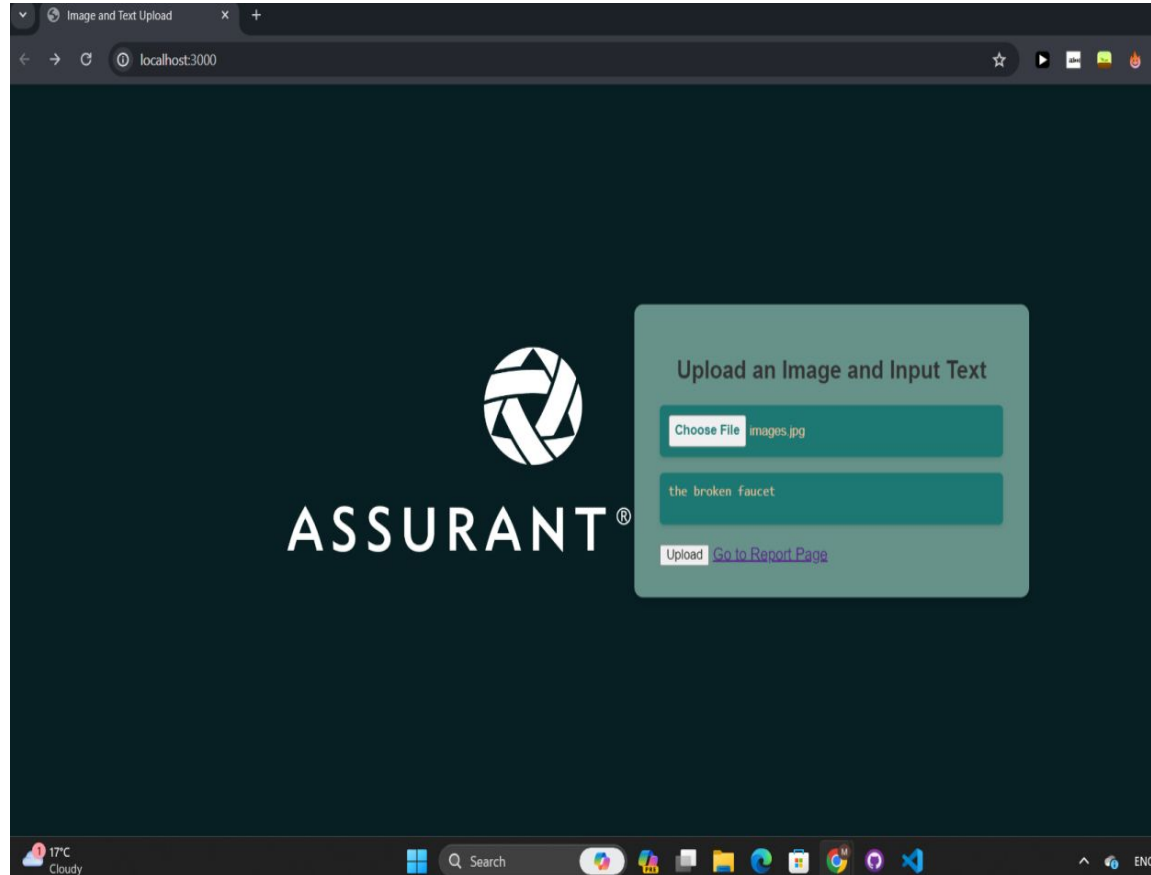 Image and Text Upload
localhost:3000
ASSURANT®
Upload an Image and Input Text
Choose File images.jpg
the broken faucet
Upload Go to Report Page
1
17°C
Cloudy
Search
ENG